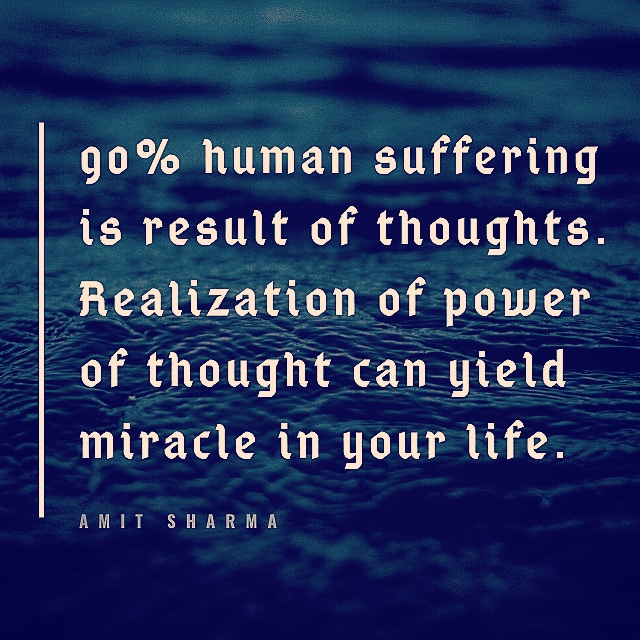 90% human suffering
is result of thoughts.
Realization of power
of thought can yield
miracle in your life.
AMIT SHARMA